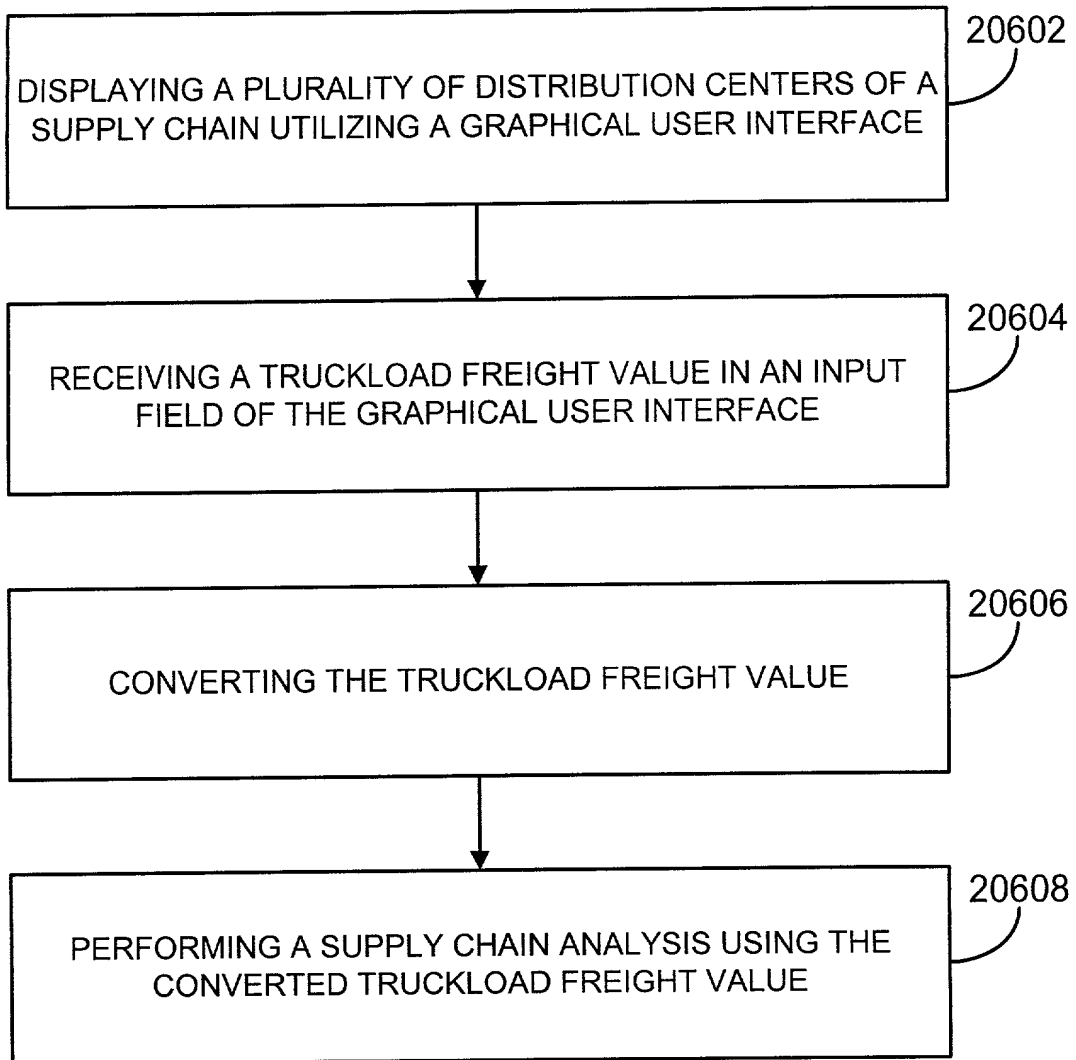 20602
DISPLAYING A PLURALITY OF DISTRIBUTION CENTERS OF A
SUPPLY CHAIN UTILIZING A GRAPHICAL USER INTERFACE
20604
RECEIVING A TRUCKLOAD FREIGHT VALUE IN AN INPUT
FIELD OF THE GRAPHICAL USER INTERFACE
20606
CONVERTING THE TRUCKLOAD FREIGHT VALUE
20608
PERFORMING A SUPPLY CHAIN ANALYSIS USING THE
CONVERTED TRUCKLOAD FREIGHT VALUE